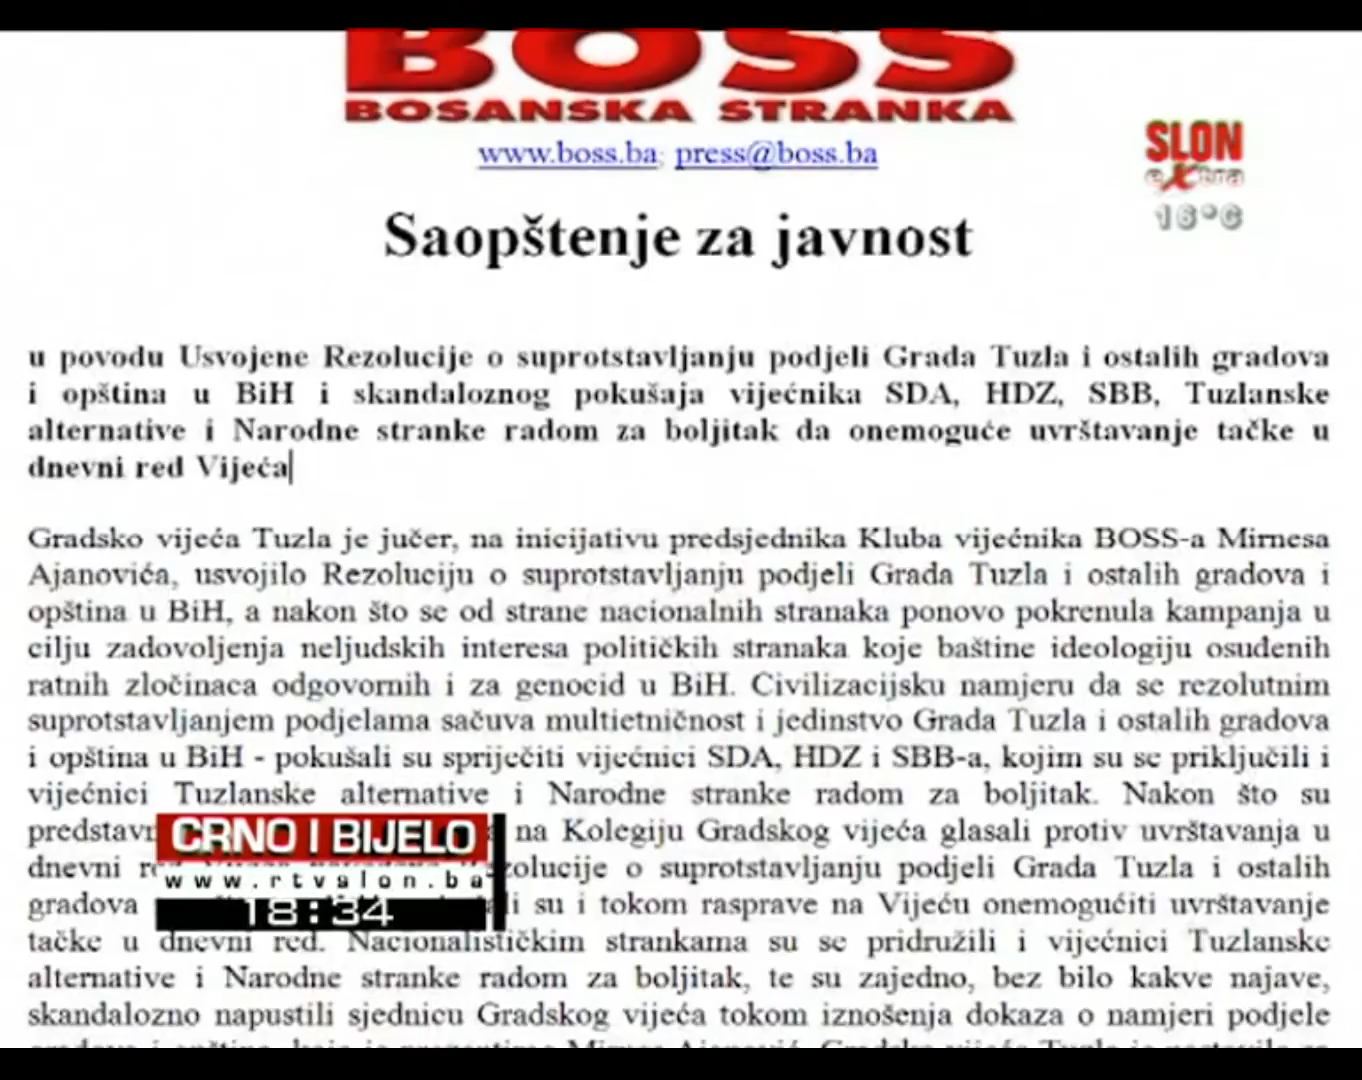 BOSS
BOSANSKA STRANKA
www.boss.ba; press@boss.ba
SLON
eXtra
16°C
Saopštenje za javnost
u povodu Usvojene Rezolucije o suprotstavljanju podjeli Grada Tuzla i ostalih gradova
i opština u BiH i skandaloznog pokušaja vijećnika SDA, HDZ, SBB, Tuzlanske
alternative i Narodne stranke radom za boljitak da onemoguće uvrštavanje tačke u
dnevni red Vijeća
Gradsko vijeća Tuzla je jučer, na inicijativu predsjednika Kluba vijećnika BOSS-a Mirnesa
Ajanovića, usvojilo Rezoluciju o suprotstavljanju podjeli Grada Tuzla i ostalih gradova i
opština u BiH, a nakon što se od strane nacionalnih stranaka ponovo pokrenula kampanja u
cilju zadovoljenja neljudskih interesa političkih stranaka koje baštine ideologiju osuđenih
ratnih zločinaca odgovornih i za genocid u BiH. Civilizacijsku namjeru da se rezolutnim
suprotstavljanjem podjelama sačuva multietničnost i jedinstvo Grada Tuzla i ostalih gradova
i opština u BiH - pokušali su spriječiti vijećnici SDA, HDZ i SBB-a, kojim su se priključili i
vijećnici Tuzlanske alternative i Narodne stranke radom za boljitak. Nakon što su
na Kolegiju Gradskog vijeća glasali protiv uvrštavanja u
dnevni o suprotstavljanju podjeli Grada Tuzla i ostalih
gradova su i tokom rasprave na Vijeću onemogućiti uvrštavanje
tačke u dnevni red. Nacionalističkim strankama su se pridružili i vijećnici Tuzlanske
alternative i Narodne stranke radom za boljitak, te su zajedno, bez bilo kakve najave,
skandalozno napustili sjednicu Gradskog vijeća tokom iznošenja dokaza o namjeri podjele
CRNO I BIJELO
www.rtvslon.ba
18:34